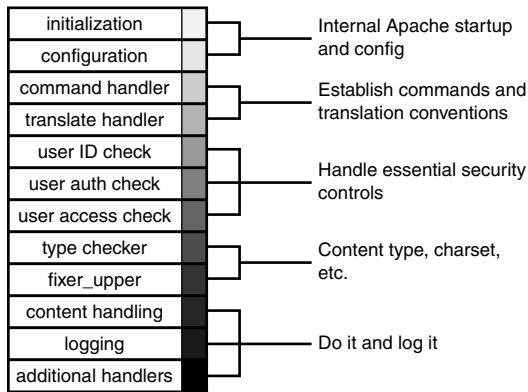 initialization
configuration
command handler
translate handler
user ID check
user auth check
user access check
type checker
fixer_upper
content handling
logging
additional handlers
Internal Apache startup
and config
Establish commands and
translation conventions
Handle essential security
controls
Content type, charset,
etc.
Do it and log it